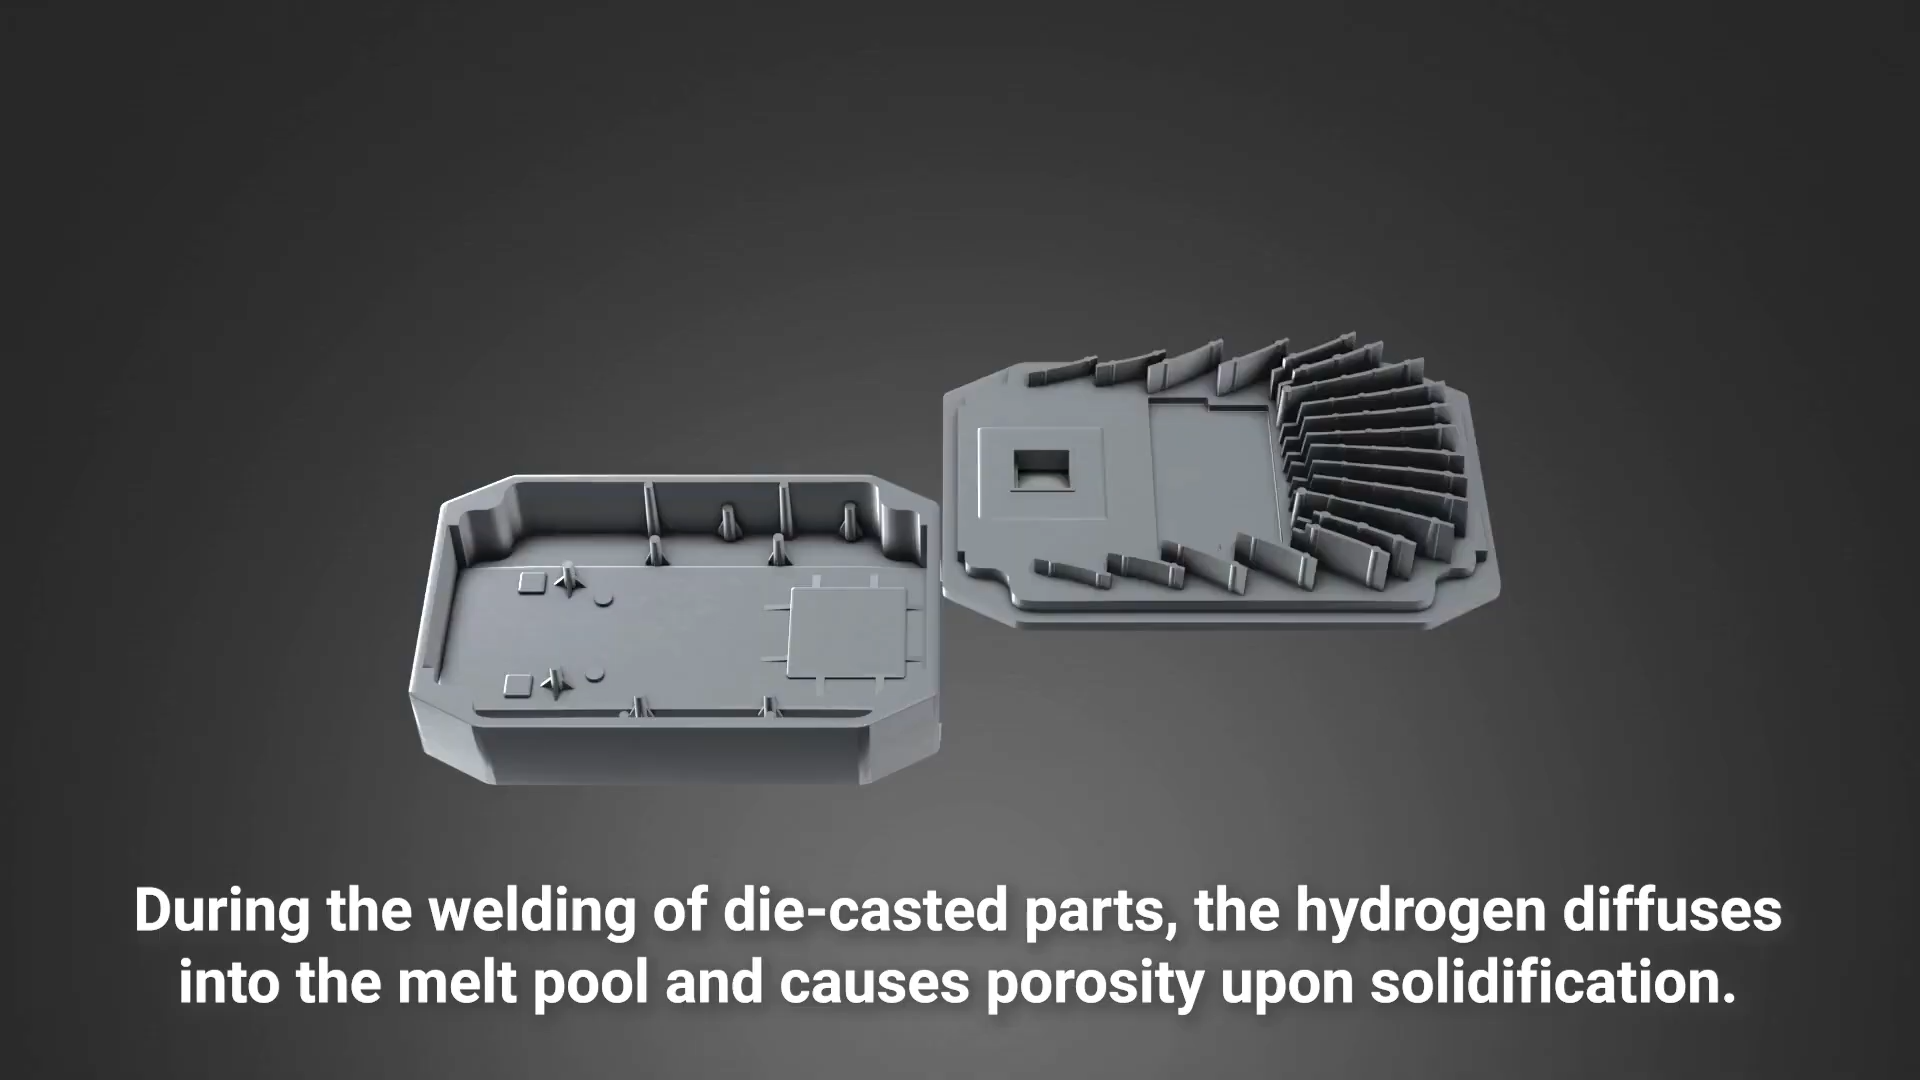 During the welding of die-casted parts, the hydrogen diffuses
into the melt pool and causes porosity upon solidification.